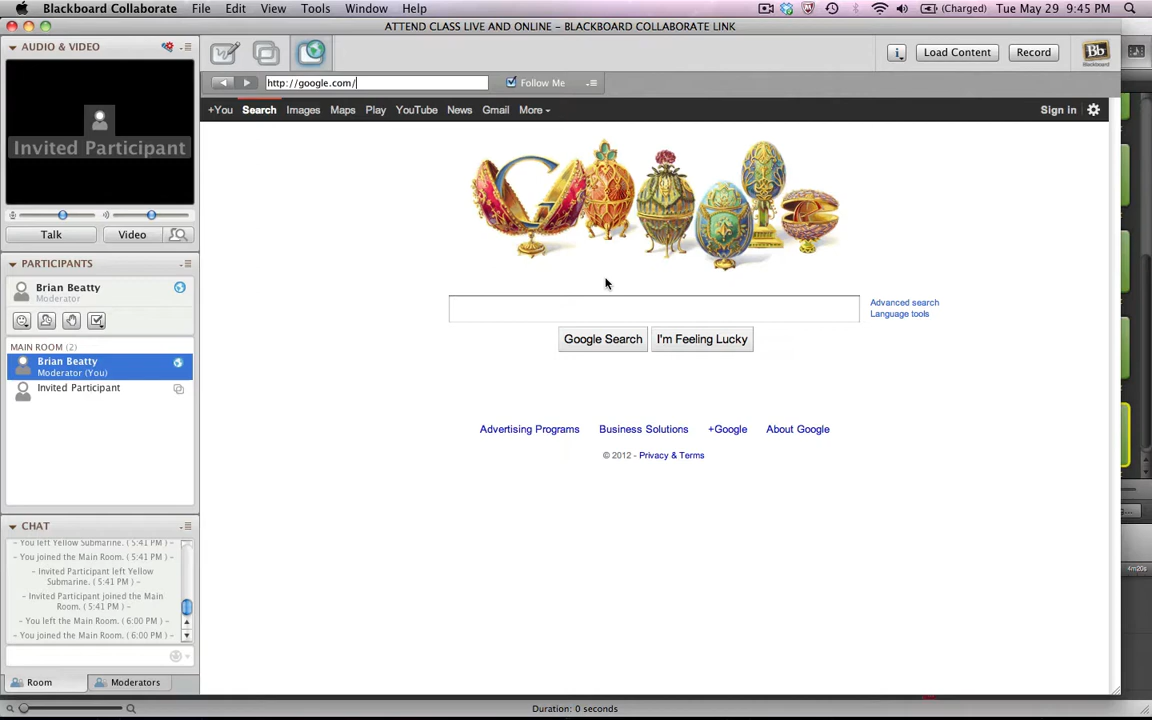 Blackboard Collaborate File Edit View Tools Window Help (Charged) Tue May 29 9:45 PM
ATTEND CLASS LIVE AND ONLINE – BLACKBOARD COLLABORATE LINK
AUDIO & VIDEO
Invited Participant
Talk Video
PARTICIPANTS
Brian Beatty
Moderator
MAIN ROOM (2)
Brian Beatty
Moderator (You)
Invited Participant
CHAT
– You left Yellow Submarine. ( 5:41 PM ) –
– You joined the Main Room. ( 5:41 PM ) –
– Invited Participant left Yellow
Submarine. ( 5:41 PM ) –
– Invited Participant joined the Main
Room. ( 5:41 PM ) –
– You left the Main Room. ( 6:00 PM ) –
– You joined the Main Room. ( 6:00 PM ) –
Room Moderators
Load Content Record
Bb
Blackboard
http://google.com/ Follow Me
+You Search Images Maps Play YouTube News Gmail More Sign in
G
Advanced search
Language tools
Google Search I'm Feeling Lucky
Advertising Programs Business Solutions +Google About Google
© 2012 - Privacy & Terms
Duration: 0 seconds
4m20s